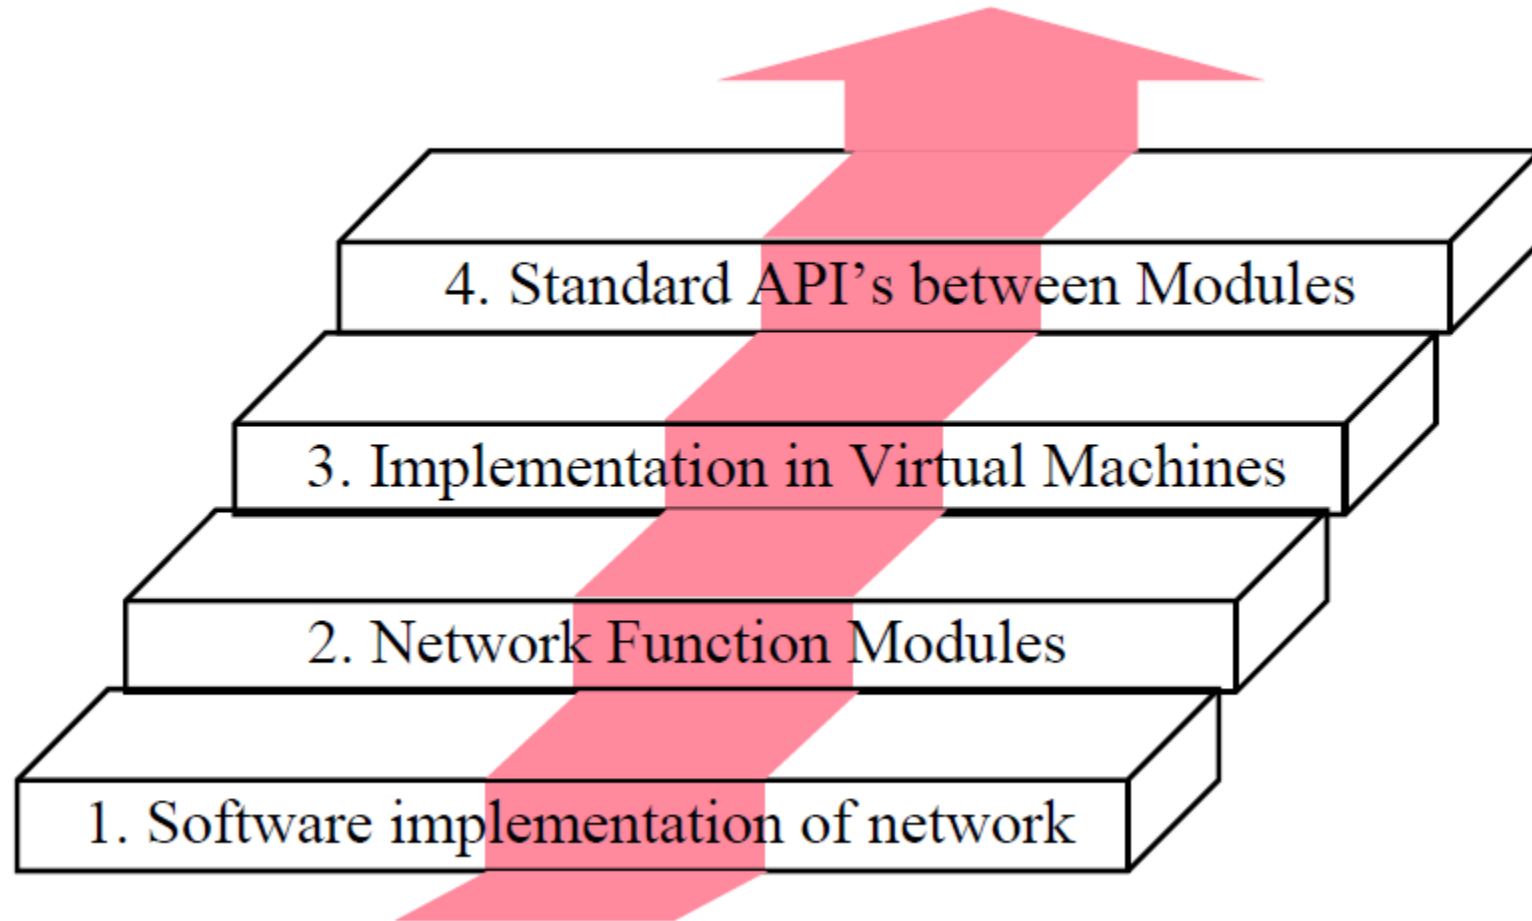 4. Standard API’s between Modules
3. Implementation in Virtual Machines
2. Network Function Modules
1. Software implementation of network